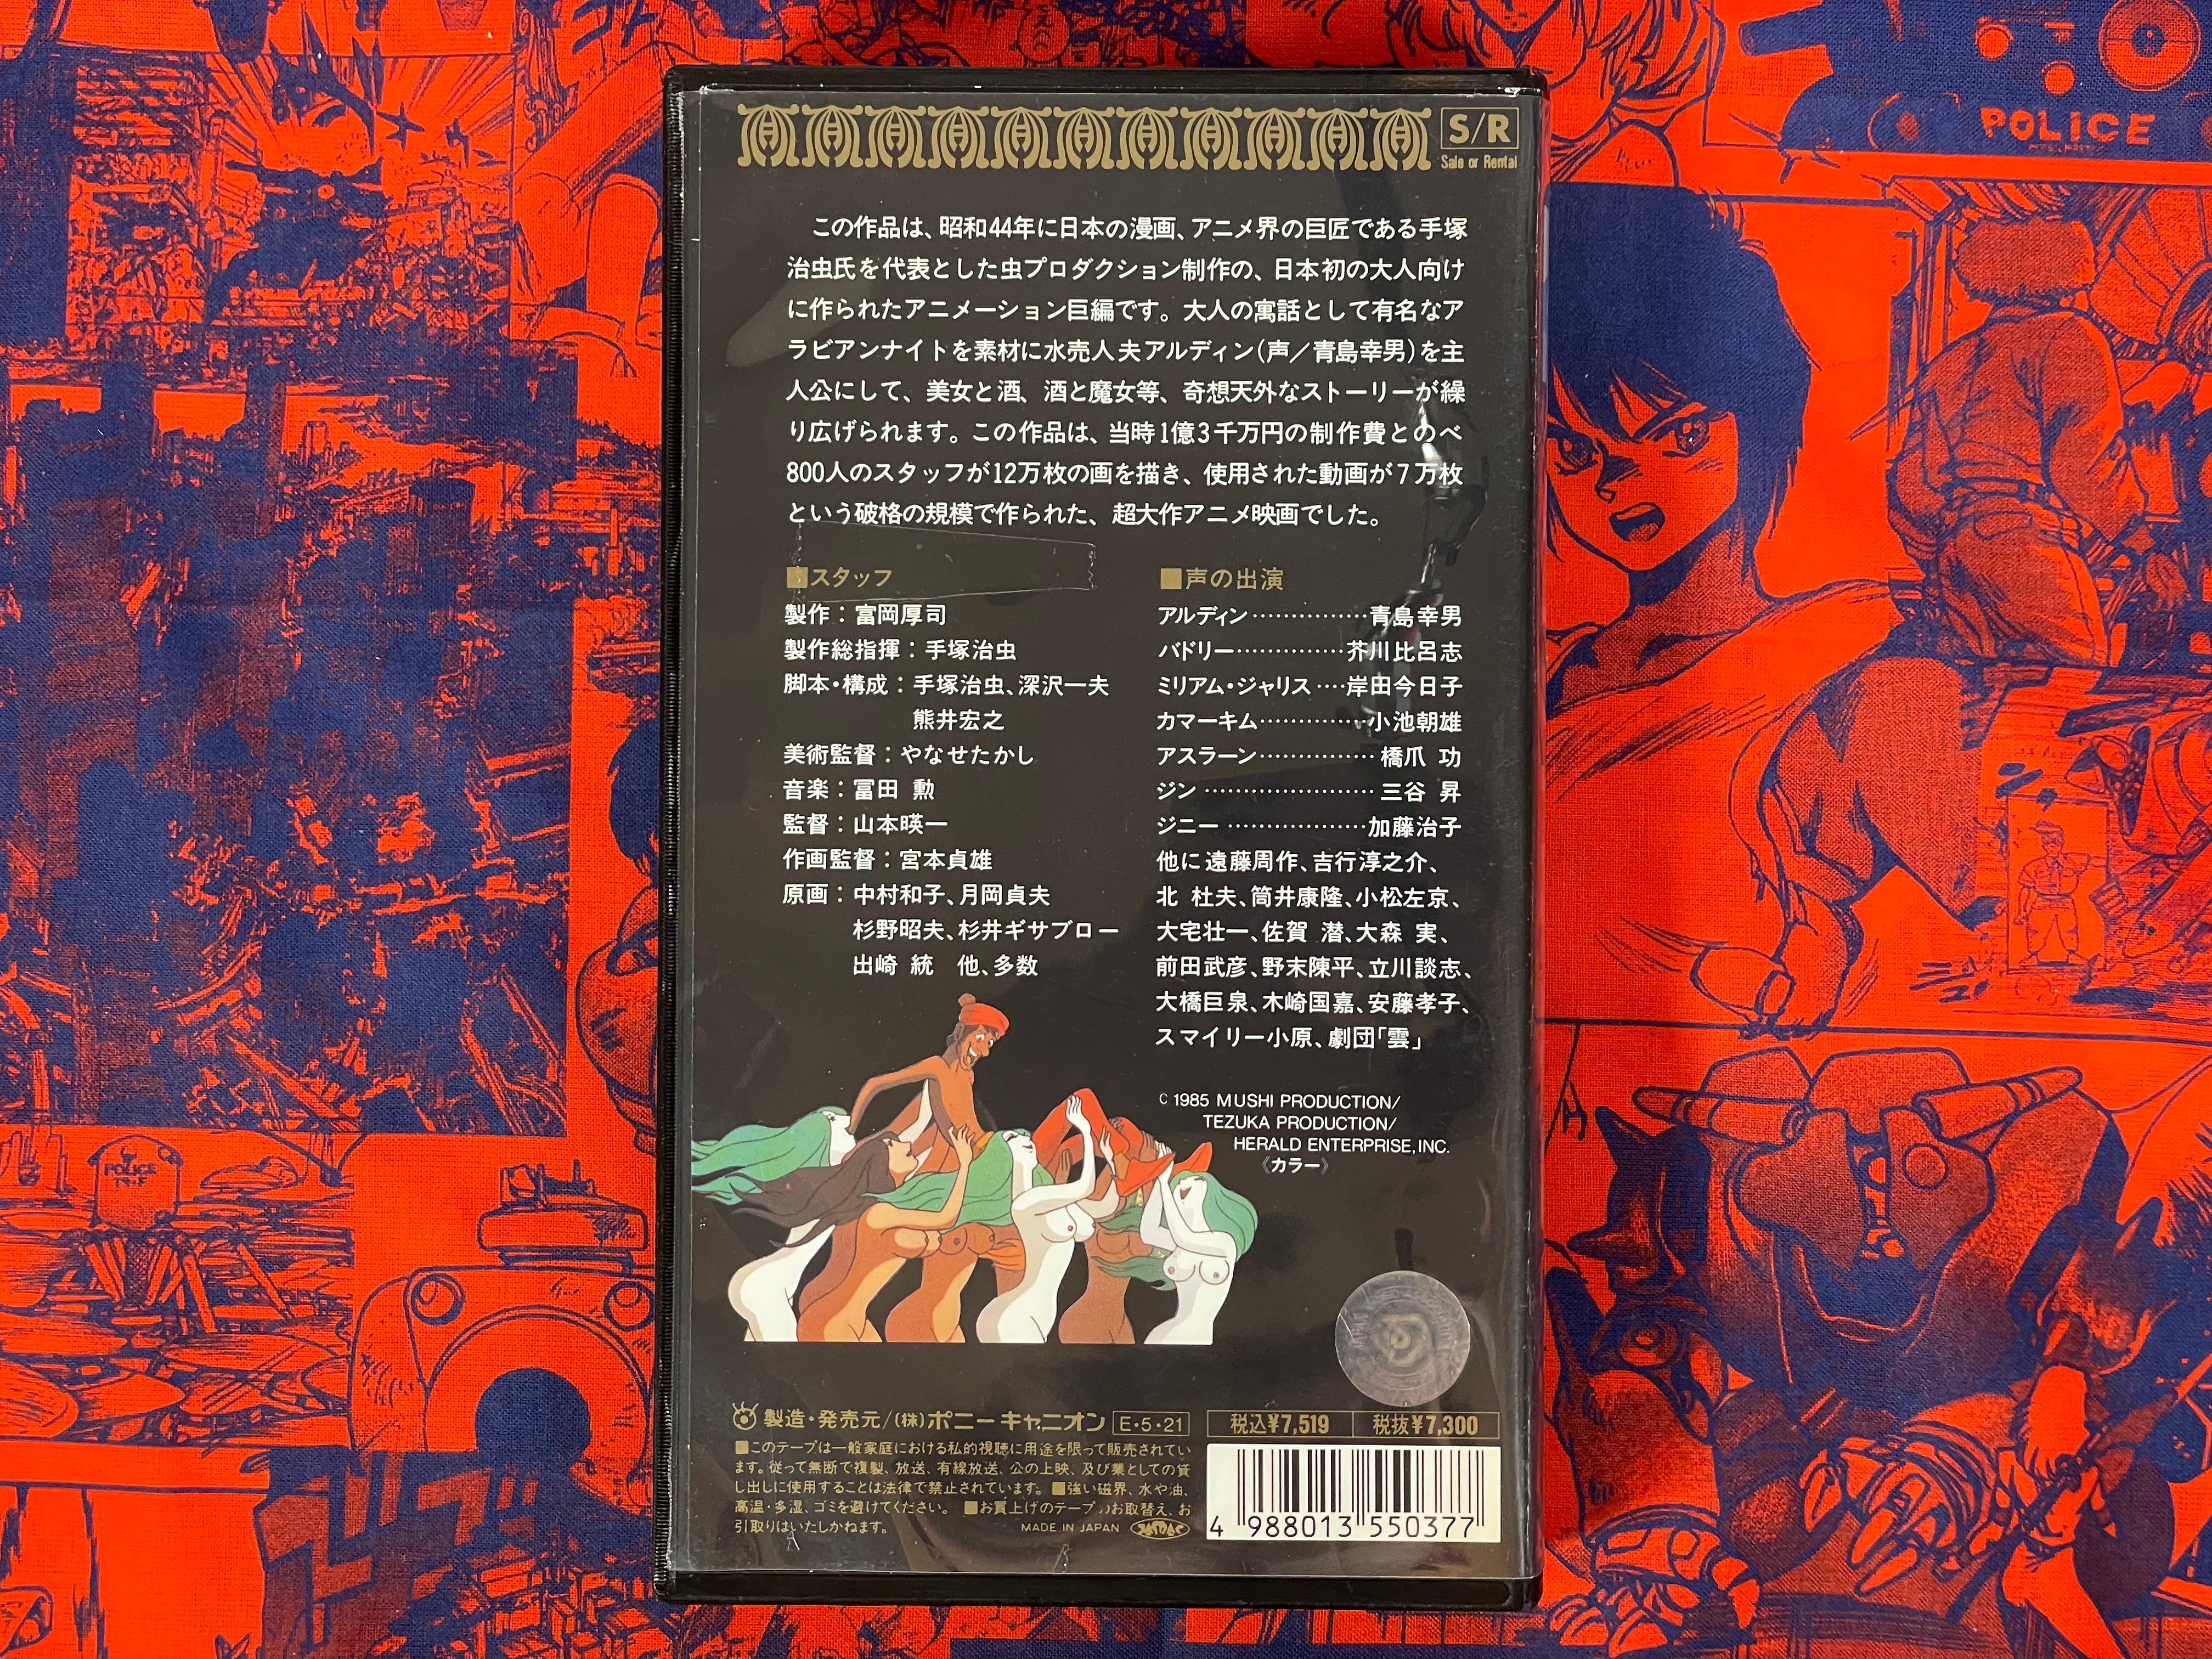 S/R
Sale or Rental
この作品は、昭和44年に日本の漫画、アニメ界の巨匠である手塚
治虫氏を代表とした虫プロダクション制作の、日本初の大人向け
に作られたアニメーション巨編です。大人の寓話として有名なア
ラビアンナイトを素材に水売人夫アルディン(声／青島幸男)を主
人公にして、美女と酒、酒と魔女等、奇想天外なストーリーが繰
り広げられます。この作品は、当時1億3千万円の制作費とのべ
800人のスタッフが12万枚の画を描き、使用された動画が7万枚
という破格の規模で作られた、超大作アニメ映画でした。
■スタッフ
製作：富岡厚司
製作総指揮：手塚治虫
脚本・構成：手塚治虫、深沢一夫
熊井宏之
美術監督：やなせたかし
音楽：冨田 勲
監督：山本暎一
作画監督：宮本貞雄
原画：中村和子、月岡貞夫
杉野昭夫、杉井ギサブロー
出崎 統　他、多数
■声の出演
アルディン……………青島幸男
バドリー……………芥川比呂志
ミリアム・ジャリス‥‥岸田今日子
カマーキム……………小池朝雄
アスラーン……………橋爪 功
ジン……………………三谷 昇
ジニー………………加藤治子
他に遠藤周作、吉行淳之介、
北 杜夫、筒井康隆、小松左京、
大宅壮一、佐賀 潜、大森 実、
前田武彦、野末陳平、立川談志、
大橋巨泉、木崎国嘉、安藤孝子、
スマイリー小原、劇団「雲」
C 1985 MUSHI PRODUCTION/
TEZUKA PRODUCTION/
HERALD ENTERPRISE, INC.
《カラー》
製造・発売元/(株)ポニーキャニオン E・5・21
税込¥7,519 税抜¥7,300
■このテープは一般家庭における私的視聴に用途を限って販売されてい
ます。従って無断で複製、放送、有線放送、公の上映、及び業としての貸
し出しに使用することは法律で禁止されています。■強い磁界、水や油、
高温・多湿、ゴミを避けてください。■お買上げのテープのお取替え、お
引取りはいたしかねます。
MADE IN JAPAN
4 988013 550377
POLICE
POLICE